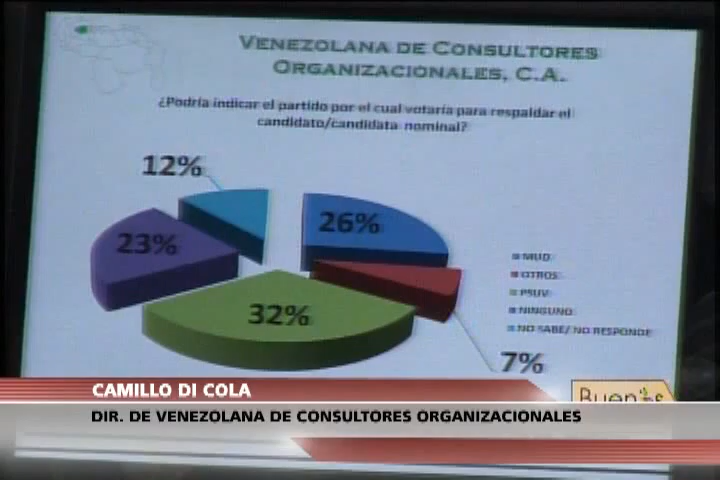 VENEZOLANA DE CONSULTORES
ORGANIZACIONALES, C.A.
¿Podría indicar el partido por el cual votaría para respaldar el
candidato/candidata nominal?
12%
26%
23%
32%
7%
MUD
OTROS
PSUV
NINGUNO
NO SABE/ NO RESPONDE
CAMILLO DI COLA
DIR. DE VENEZOLANA DE CONSULTORES ORGANIZACIONALES